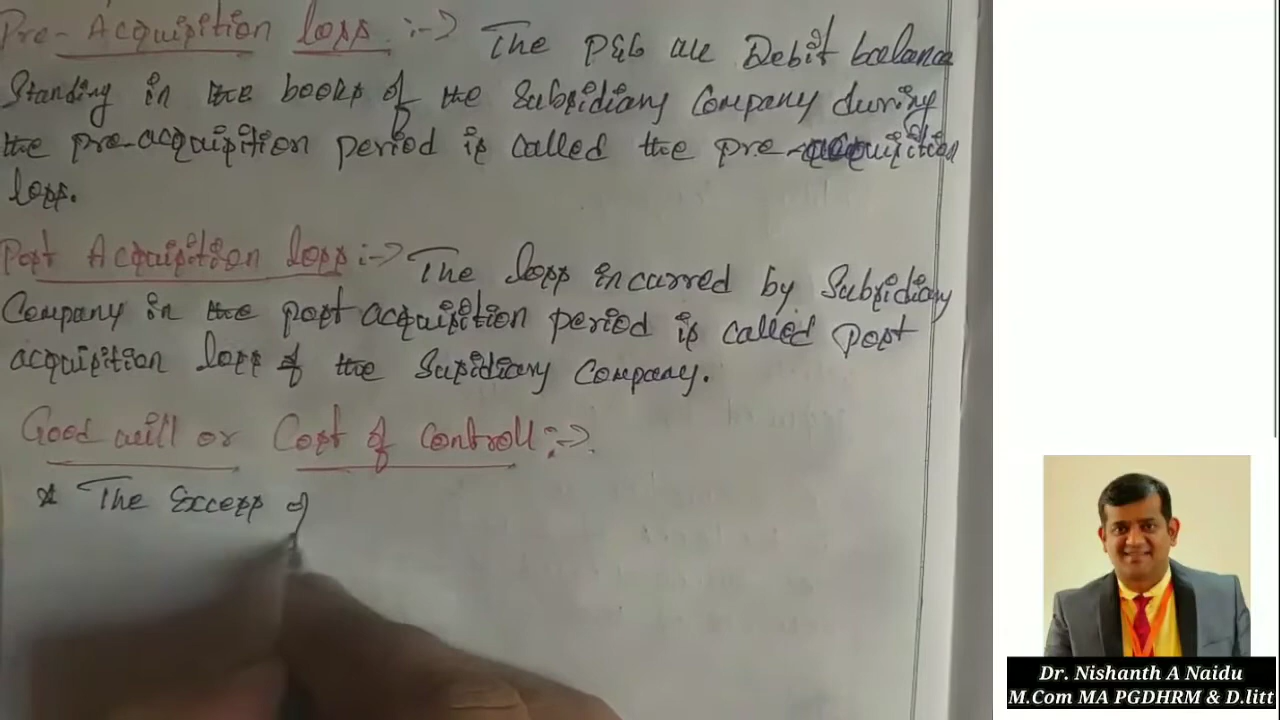 Pre-Acquisition loss :-> The P&L are Debit balance
Standing in the books of the Subsidiary Company during
the pre-acquisition period is called the pre-acquisition
loss.
Post Acquisition loss :-> The loss incurred by Subsidiary
Company in the post acquisition period is called post
acquisition loss of the Supidiary Company.
Good will or Cost of controll :->
* The Excess of
Dr. Nishanth A Naidu
M.Com MA PGDHRM & D.litt